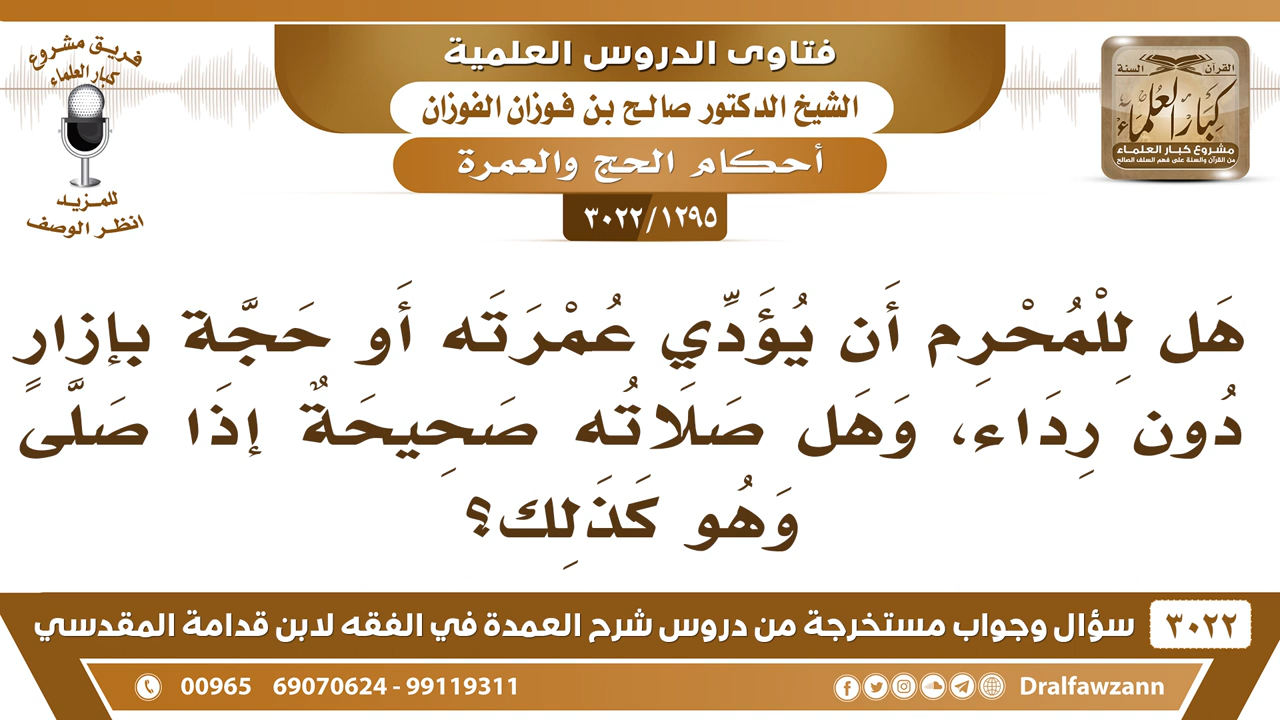 فتاوى الدروس العلمية
الشيخ الدكتور صالح بن فوزان الفوزان
أحكام الحج والعمرة
٣٠٢٢/١٢٩٥
فريق مشروع
كبار العلماء
للمزيد
انظر الوصف
القرآن السنة
كبار العلماء
مشروع كبار العلماء
من القرآن والسنة على فهم السلف الصالح
هَل لِلْمُحْرِم أَن يُؤَدِّي عُمْرَتَه أَو حَجَّة بإزارٍ
دُون رِدَاءِ، وَهَل صَلَاتُه صَحِيحَةٌ إذَا صَلَّى
وَهُو كَذَلِك؟
٣٠٢٢ سؤال وجواب مستخرجة من دروس شرح العمدة في الفقه لابن قدامة المقدسي
00965 69070624 - 99119311
Dralfawzann